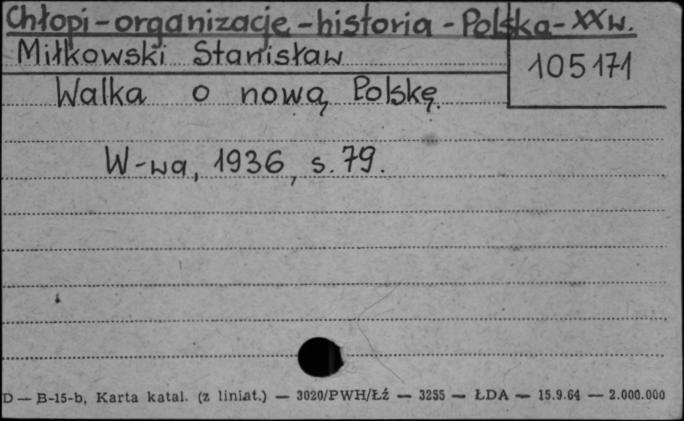 Chłopi - organizacje - historia - Polska - XX w.
Miłkowski Stanisław
105171
Walka o nową Polskę.
W-wa, 1936, s. 79.
D — B-15-b, Karta katal. (z liniat.) — 3020/PWH/Łź — 3255 — ŁDA — 15.9.64 — 2.000.000